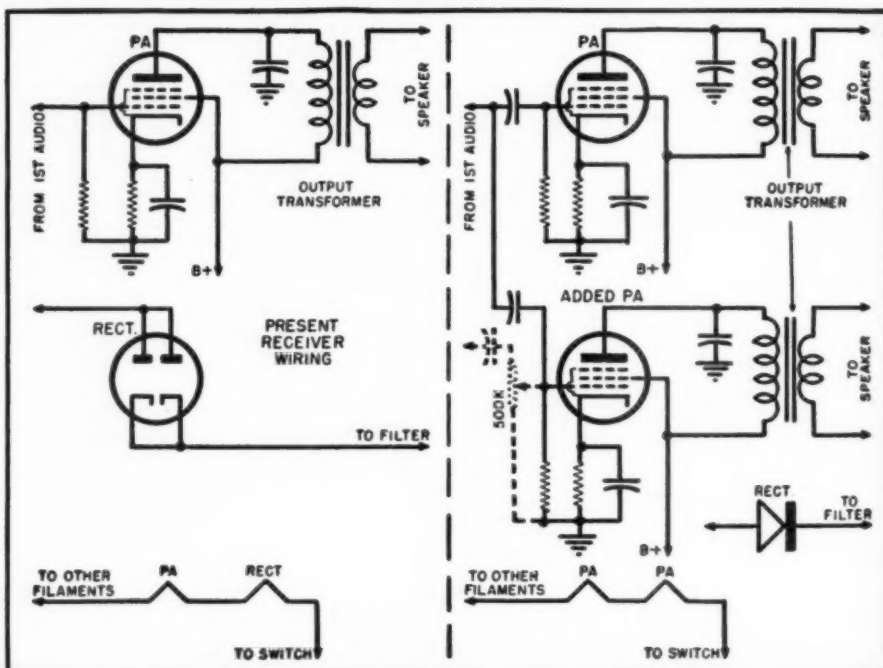 PA
FROM 1ST AUDIO
OUTPUT
TRANSFORMER
TO
SPEAKER
B+
RECT.
PRESENT
RECEIVER
WIRING
TO FILTER
TO OTHER
FILAMENTS
PA
RECT
TO SWITCH
PA
FROM 1ST AUDIO
TO
SPEAKER
OUTPUT
TRANSFORMER
B+
ADDED PA
500K
TO
SPEAKER
RECT.
TO
FILTER
B+
TO OTHER
FILAMENTS
PA
PA
TO SWITCH